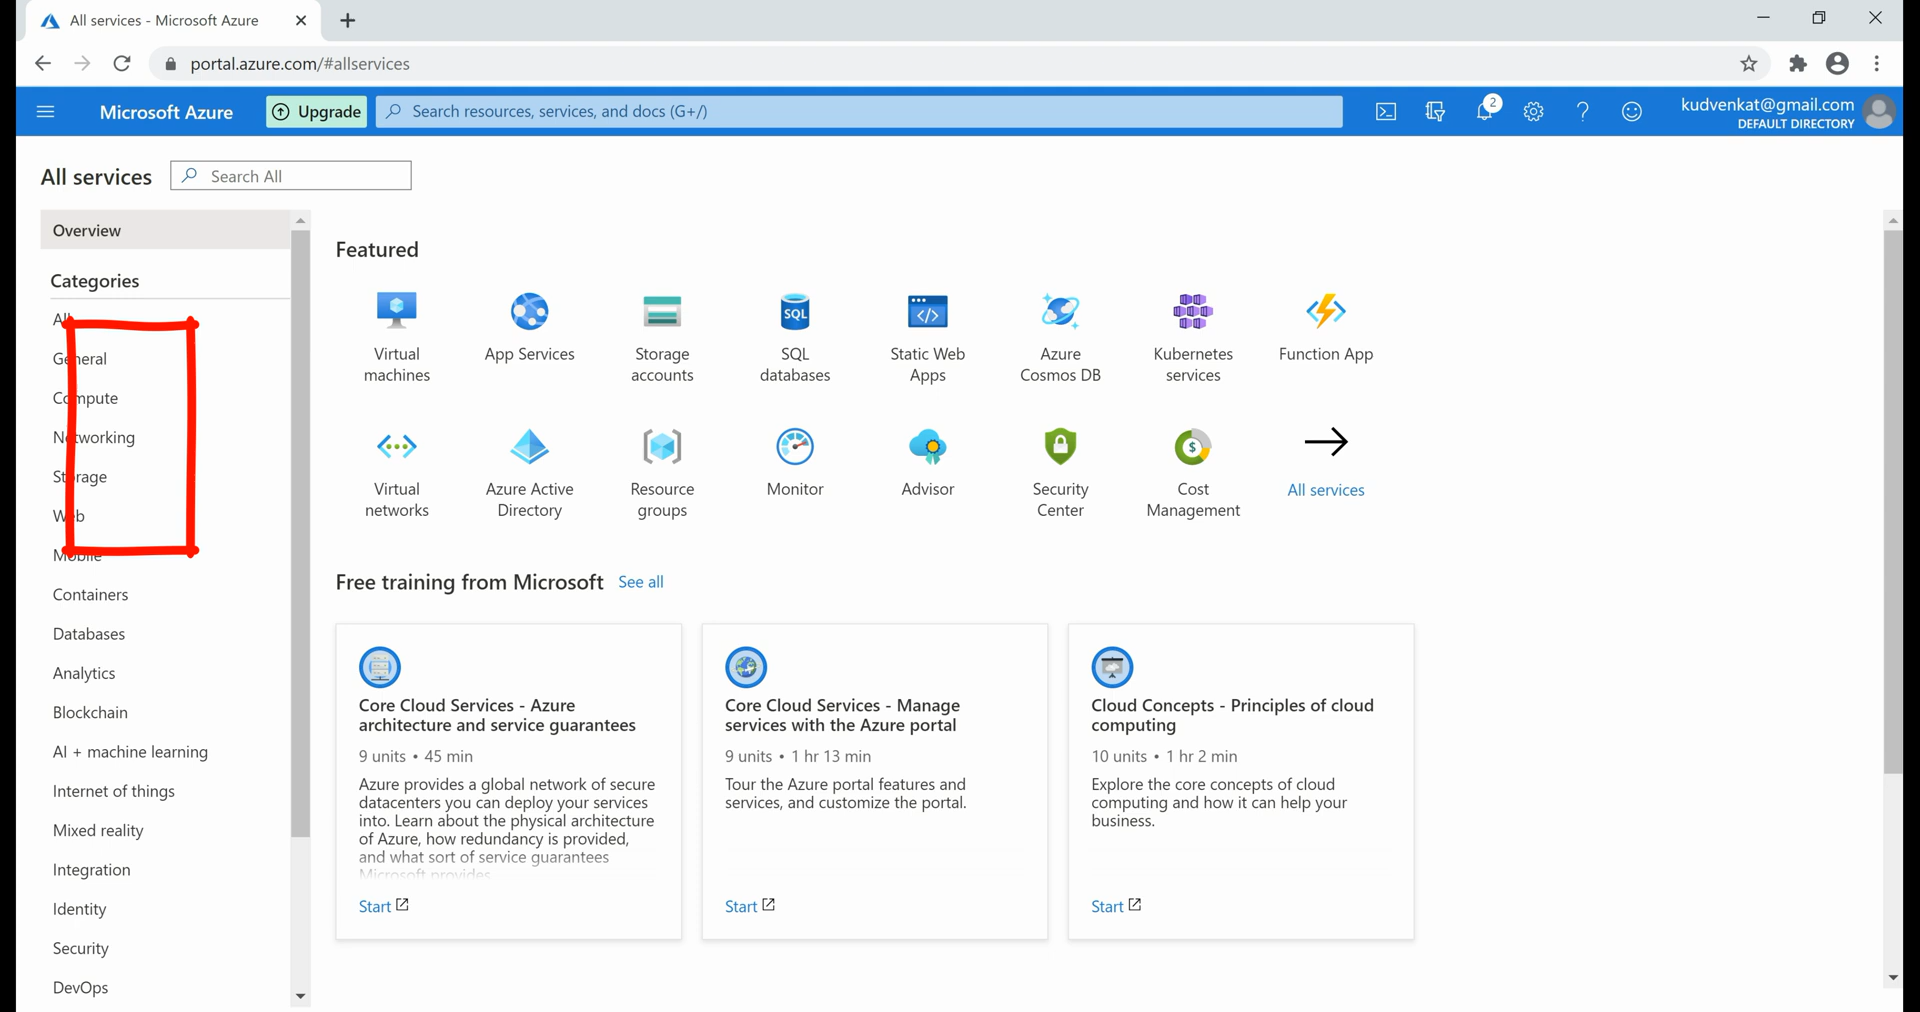 All services - Microsoft Azure
portal.azure.com/#allservices
Microsoft Azure
Upgrade
Search resources, services, and docs (G+/)
2
kudvenkat@gmail.com
DEFAULT DIRECTORY
All services
Search All
Overview
Categories
All
General
Compute
Networking
Storage
Web
Mobile
Containers
Databases
Analytics
Blockchain
AI + machine learning
Internet of things
Mixed reality
Integration
Identity
Security
DevOps
Featured
Virtual
machines
App Services
Storage
accounts
SQL
SQL
databases
Static Web
Apps
Azure
Cosmos DB
Kubernetes
services
Function App
Virtual
networks
Azure Active
Directory
Resource
groups
Monitor
Advisor
Security
Center
$
Cost
Management
All services
Free training from Microsoft See all
Core Cloud Services - Azure
architecture and service guarantees
9 units • 45 min
Azure provides a global network of secure
datacenters you can deploy your services
into. Learn about the physical architecture
of Azure, how redundancy is provided,
and what sort of service guarantees
Microsoft provides
Start
Core Cloud Services - Manage
services with the Azure portal
9 units • 1 hr 13 min
Tour the Azure portal features and
services, and customize the portal.
Start
Cloud Concepts - Principles of cloud
computing
10 units • 1 hr 2 min
Explore the core concepts of cloud
computing and how it can help your
business.
Start